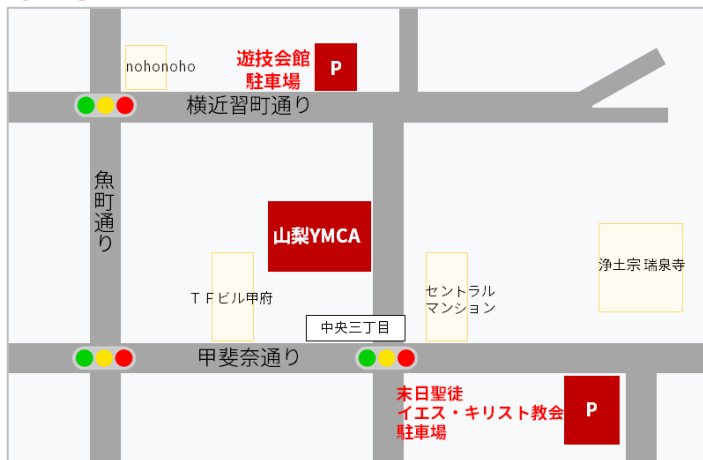 nohonoho
遊技会館
駐車場
P
横近習町通り
魚町通り
山梨YMCA
浄土宗 瑞泉寺
TFビル甲府
セントラル
マンション
中央三丁目
甲斐奈通り
末日聖徒
イエス・キリスト教会
駐車場
P